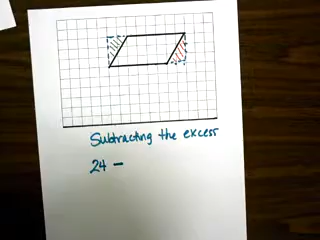 Subtracting the excess
24 –